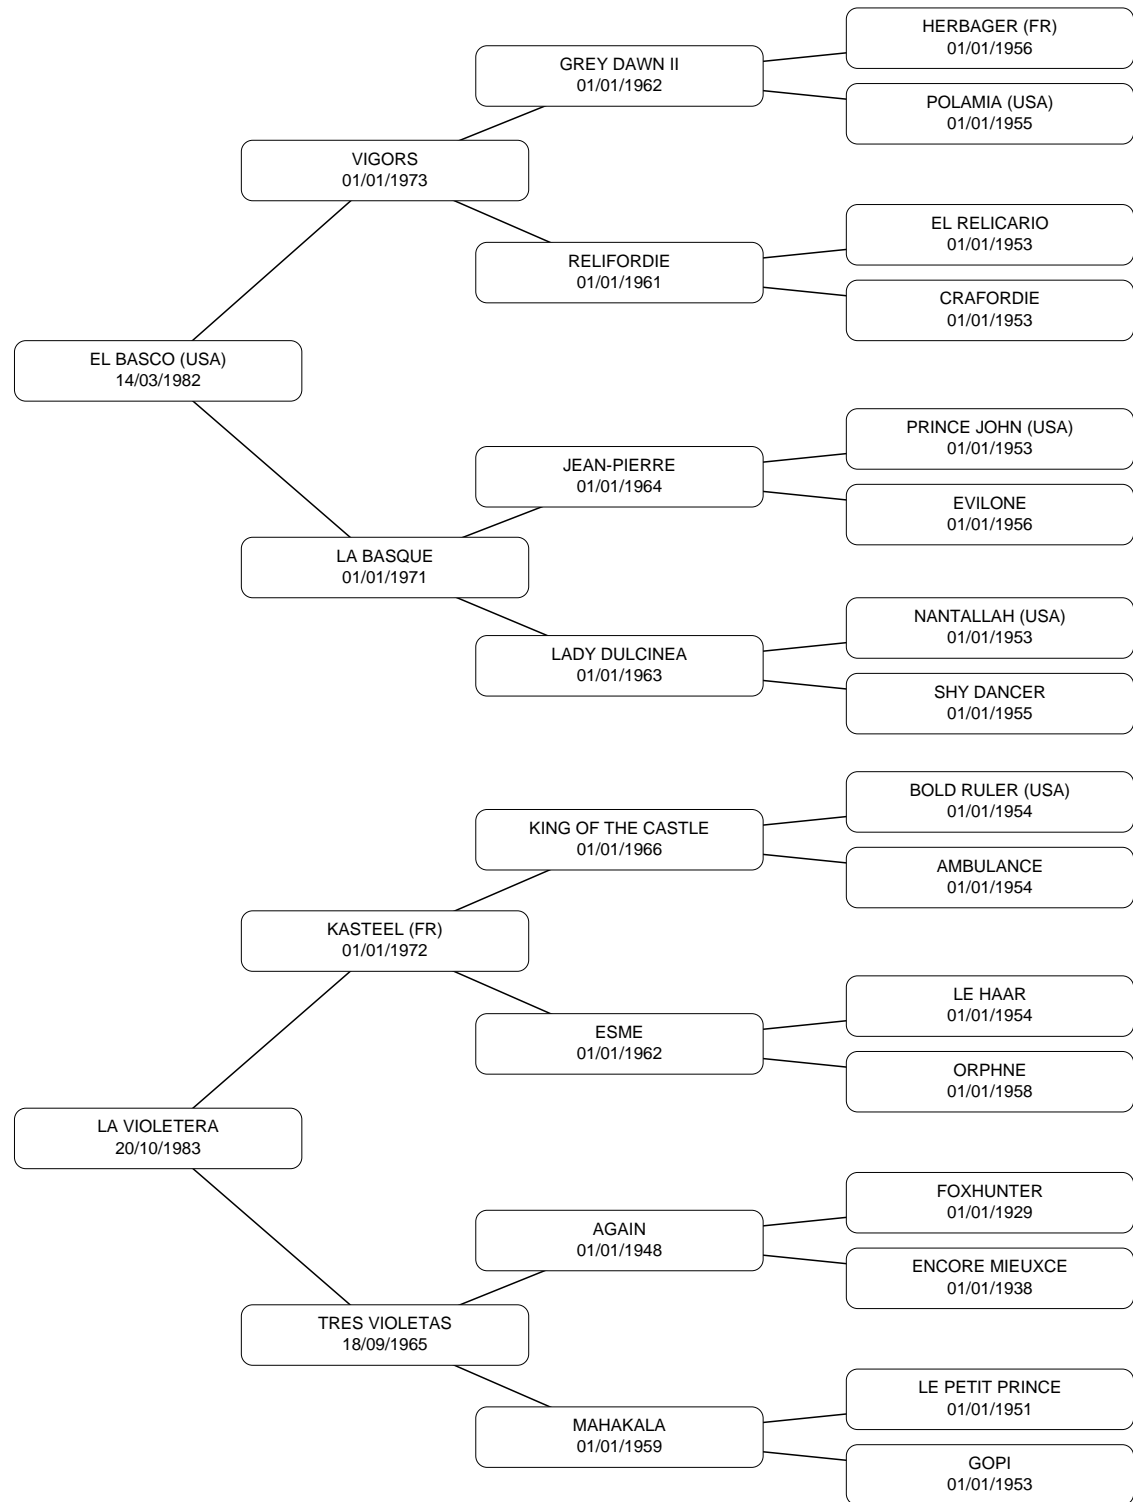 HERBAGER (FR)
01/01/1956
GREY DAWN II
01/01/1962
POLAMIA (USA)
01/01/1955
VIGORS
01/01/1973
EL RELICARIO
01/01/1953
RELIFORDIE
01/01/1961
CRAFORDIE
01/01/1953
EL BASCO (USA)
14/03/1982
PRINCE JOHN (USA)
01/01/1953
JEAN-PIERRE
01/01/1964
EVILONE
01/01/1956
LA BASQUE
01/01/1971
NANTALLAH (USA)
01/01/1953
LADY DULCINEA
01/01/1963
SHY DANCER
01/01/1955
BOLD RULER (USA)
01/01/1954
KING OF THE CASTLE
01/01/1966
AMBULANCE
01/01/1954
KASTEEL (FR)
01/01/1972
LE HAAR
01/01/1954
ESME
01/01/1962
ORPHNE
01/01/1958
LA VIOLETERA
20/10/1983
FOXHUNTER
01/01/1929
AGAIN
01/01/1948
ENCORE MIEUXCE
01/01/1938
TRES VIOLETAS
18/09/1965
LE PETIT PRINCE
01/01/1951
MAHAKALA
01/01/1959
GOPI
01/01/1953